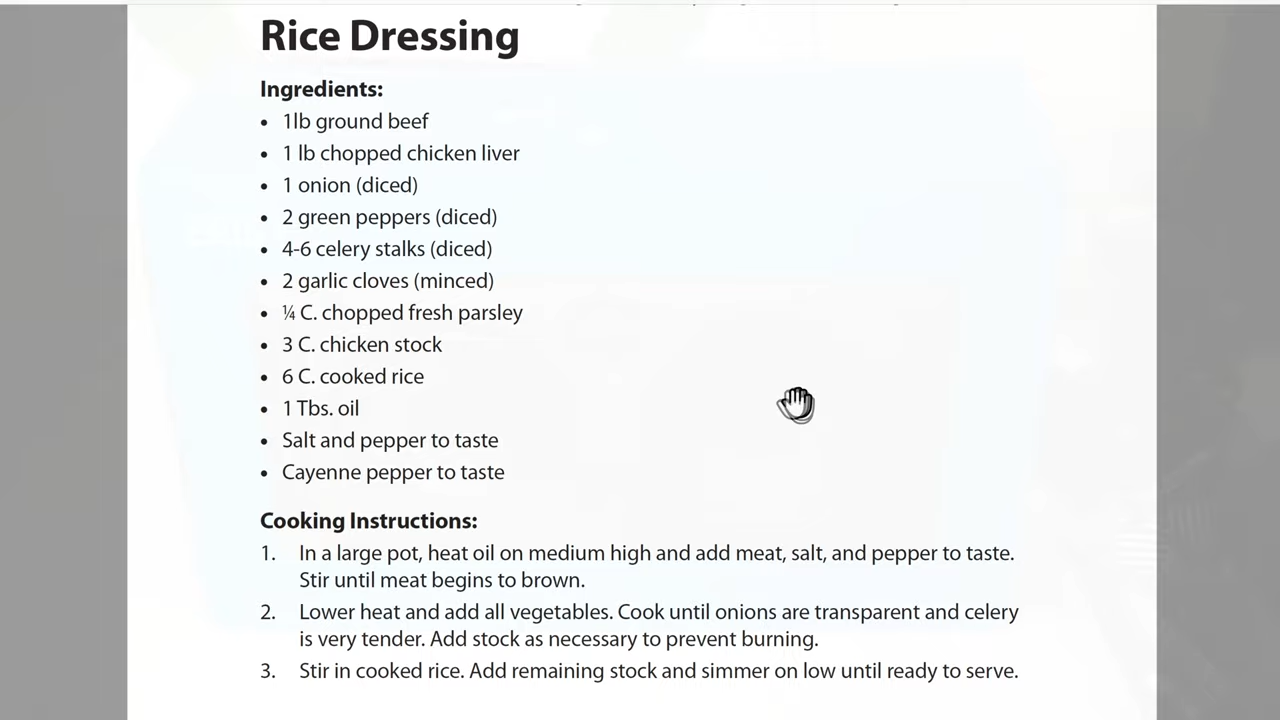 Rice Dressing
Ingredients:
• 1lb ground beef
• 1 lb chopped chicken liver
• 1 onion (diced)
• 2 green peppers (diced)
• 4-6 celery stalks (diced)
• 2 garlic cloves (minced)
• ¼ C. chopped fresh parsley
• 3 C. chicken stock
• 6 C. cooked rice
• 1 Tbs. oil
• Salt and pepper to taste
• Cayenne pepper to taste
Cooking Instructions:
1. In a large pot, heat oil on medium high and add meat, salt, and pepper to taste.
Stir until meat begins to brown.
2. Lower heat and add all vegetables. Cook until onions are transparent and celery
is very tender. Add stock as necessary to prevent burning.
3. Stir in cooked rice. Add remaining stock and simmer on low until ready to serve.